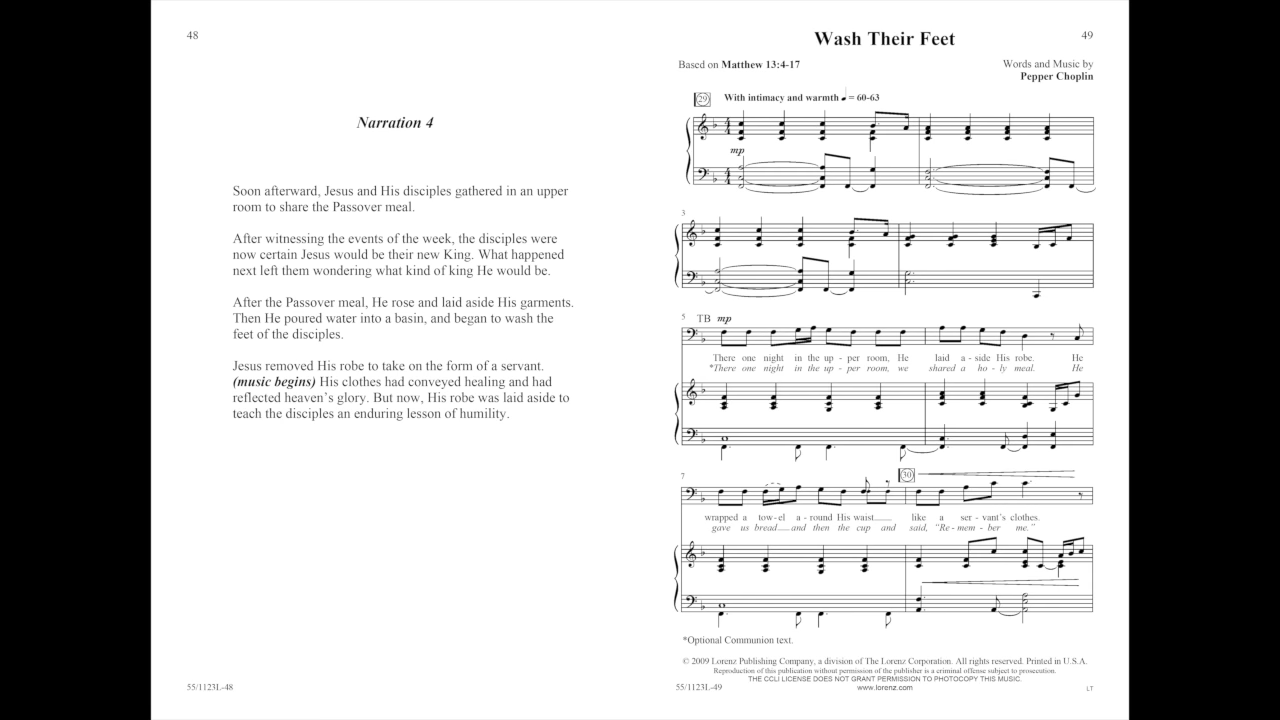 48
Narration 4
Soon afterward, Jesus and His disciples gathered in an upper
room to share the Passover meal.
After witnessing the events of the week, the disciples were
now certain Jesus would be their new King. What happened
next left them wondering what kind of king He would be.
After the Passover meal, He rose and laid aside His garments.
Then He poured water into a basin, and began to wash the
feet of the disciples.
Jesus removed His robe to take on the form of a servant.
(music begins) His clothes had conveyed healing and had
reflected heaven's glory. But now, His robe was laid aside to
teach the disciples an enduring lesson of humility.
55/1123L-48
Wash Their Feet
49
Based on Matthew 13:4-17
Words and Music by
Pepper Choplin
29
With intimacy and warmth ♩ = 60-63
mp
3
5 TB mp
There one night in the up - per room, He laid a - side His robe. He
*There one night in the up - per room, we shared a ho - ly meal. He
7
30
wrapped a tow - el a - round His waist____ like a ser - vant's clothes.
gave us bread____and then the cup and said, "Re - mem - ber me."
*Optional Communion text.
© 2009 Lorenz Publishing Company, a division of The Lorenz Corporation. All rights reserved. Printed in U.S.A.
Reproduction of this publication without permission of the publisher is a criminal offense subject to prosecution.
THE CCLI LICENSE DOES NOT GRANT PERMISSION TO PHOTOCOPY THIS MUSIC.
55/1123L-49
www.lorenz.com
LT